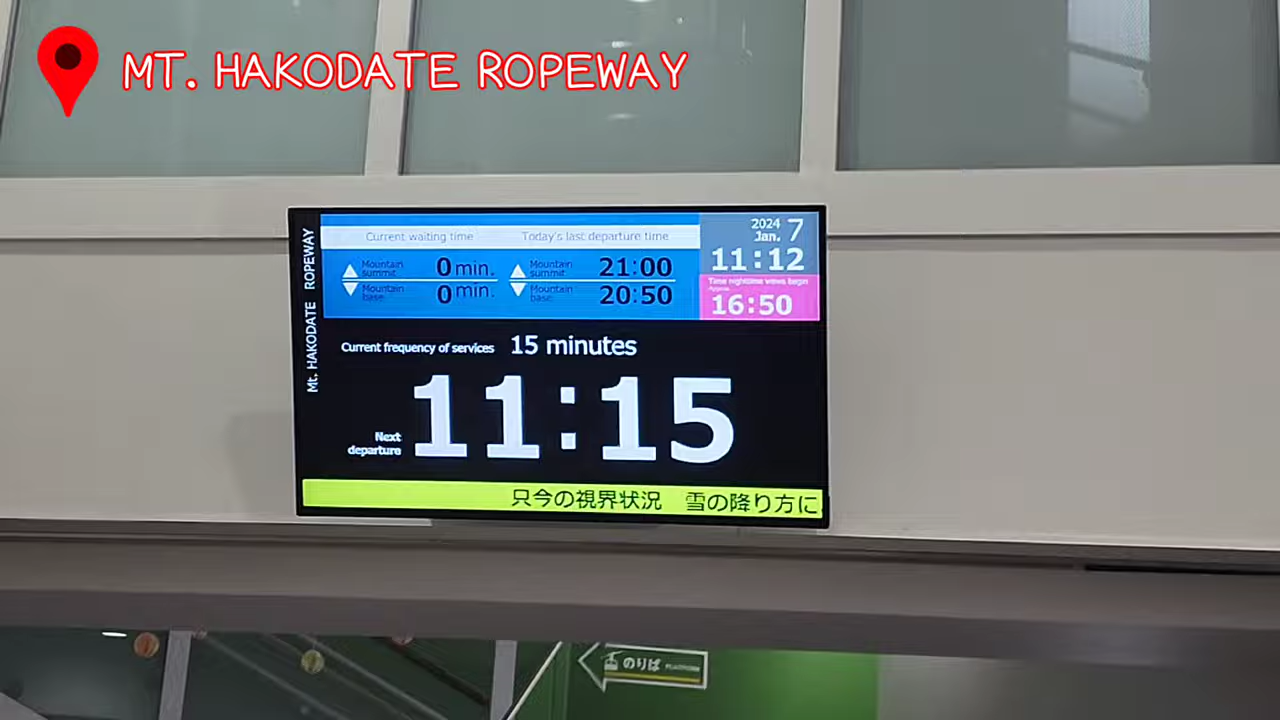 MT. HAKODATE ROPEWAY
Mt. HAKODATE ROPEWAY
Current waiting time
Today's last departure time
Mountain summit 0 min.
Mountain base 0 min.
Mountain summit 21:00
Mountain base 20:50
2024 Jan. 7
11:12
Time nighttime views begin
Approx.
16:50
Current frequency of services 15 minutes
Next departure 11:15
只今の視界状況 雪の降り方に
のりば PLATFORM